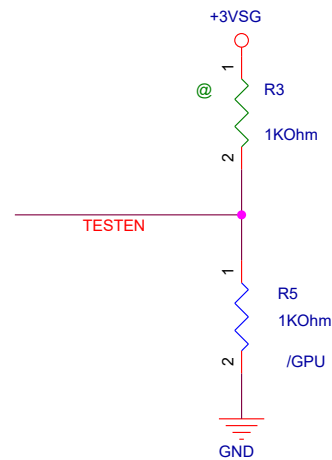 +3VSG
1
@
R3
1KOhm
2
TESTEN
1
R5
1KOhm
2
/GPU
GND